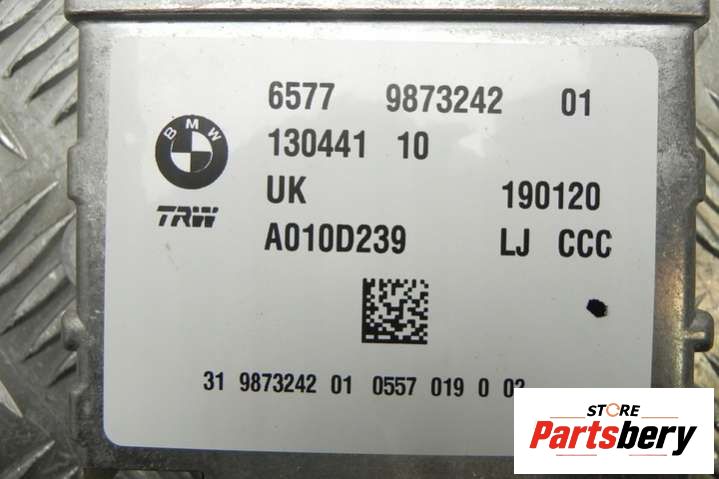 6577 9873242 01
BMW
130441 10
UK 190120
TRW
A010D239 LJ CCC
31 9873242 01 0557 019 0
STORE
Partsbery